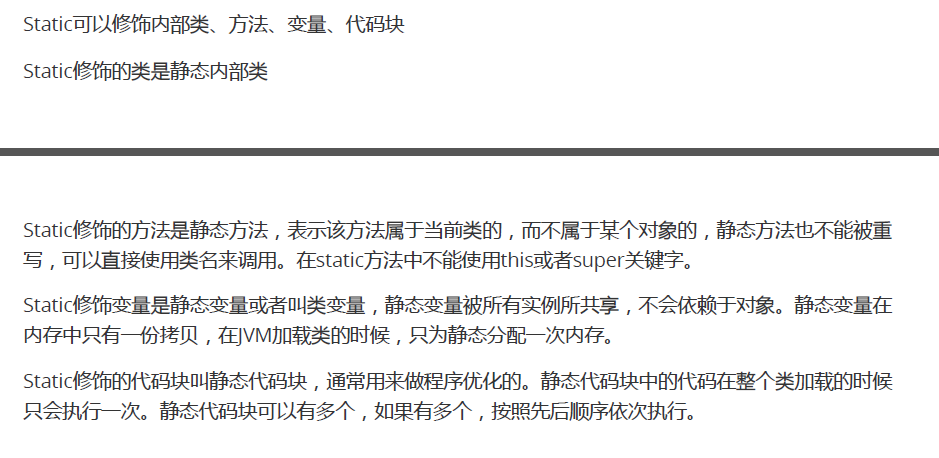 Static可以修饰内部类、方法、变量、代码块
Static修饰的类是静态内部类
Static修饰的方法是静态方法，表示该方法属于当前类的，而不属于某个对象的，静态方法也不能被重
写，可以直接使用类名来调用。在static方法中不能使用this或者super关键字。
Static修饰变量是静态变量或者叫类变量，静态变量被所有实例所共享，不会依赖于对象。静态变量在
内存中只有一份拷贝，在JVM加载类的时候，只为静态分配一次内存。
Static修饰的代码块叫静态代码块，通常用来做程序优化的。静态代码块中的代码在整个类加载的时候
只会执行一次。静态代码块可以有多个，如果有多个，按照先后顺序依次执行。